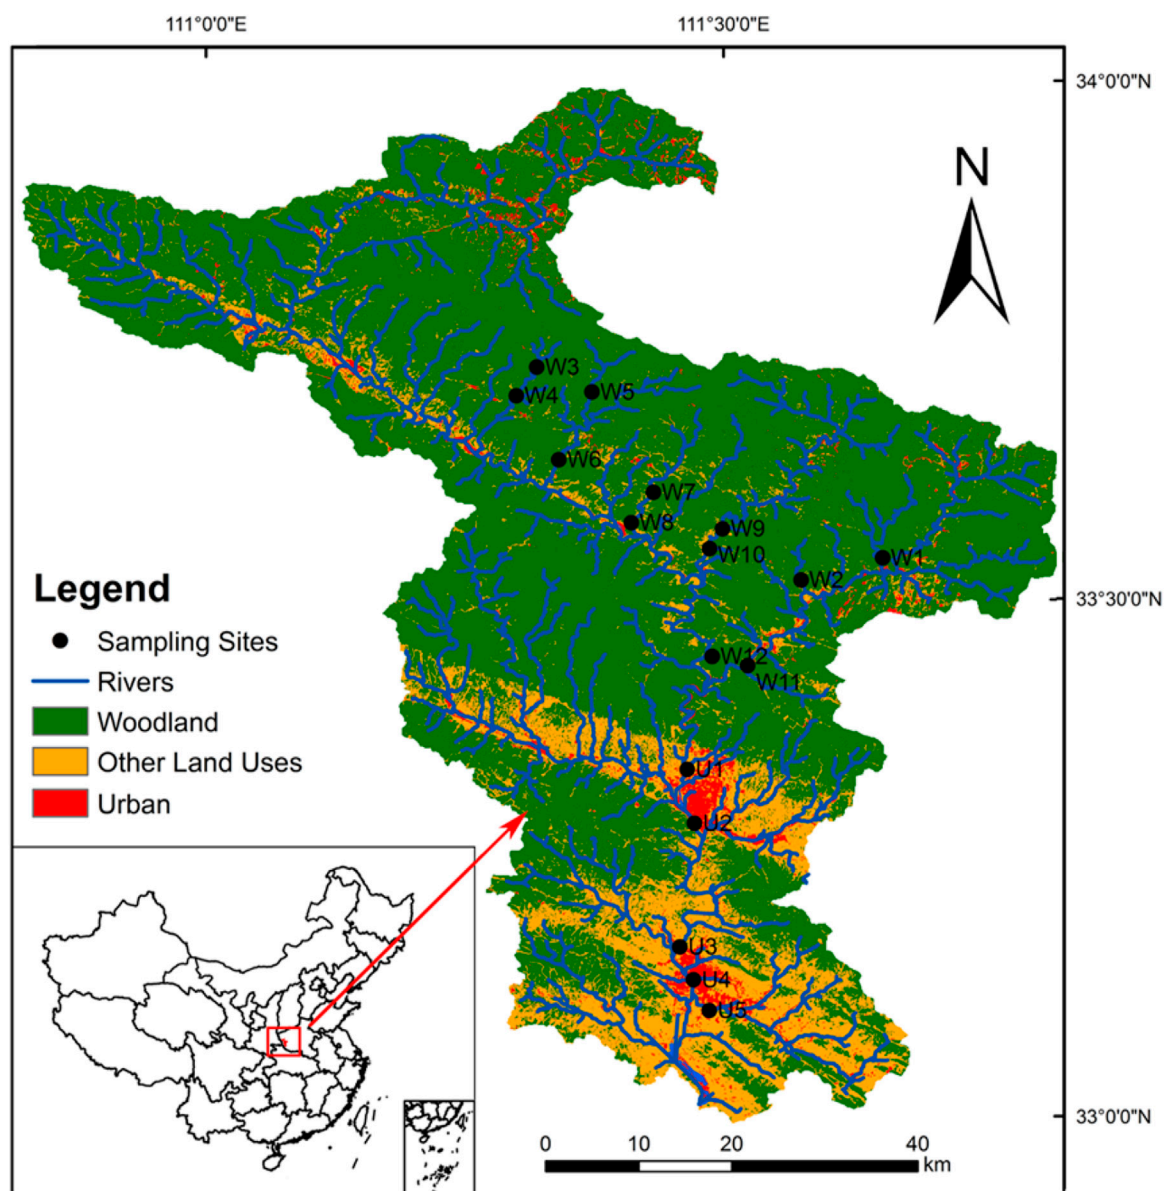 111°0'0"E
111°30'0"E
34°0'0"N
N
W3
W4
W5
W6
W7
W8
W9
W10
W1
W2
33°30'0"N
Legend
Sampling Sites
Rivers
Woodland
Other Land Uses
Urban
W12
W11
U1
U2
U3
U4
U5
33°0'0"N
0 10 20 40
km